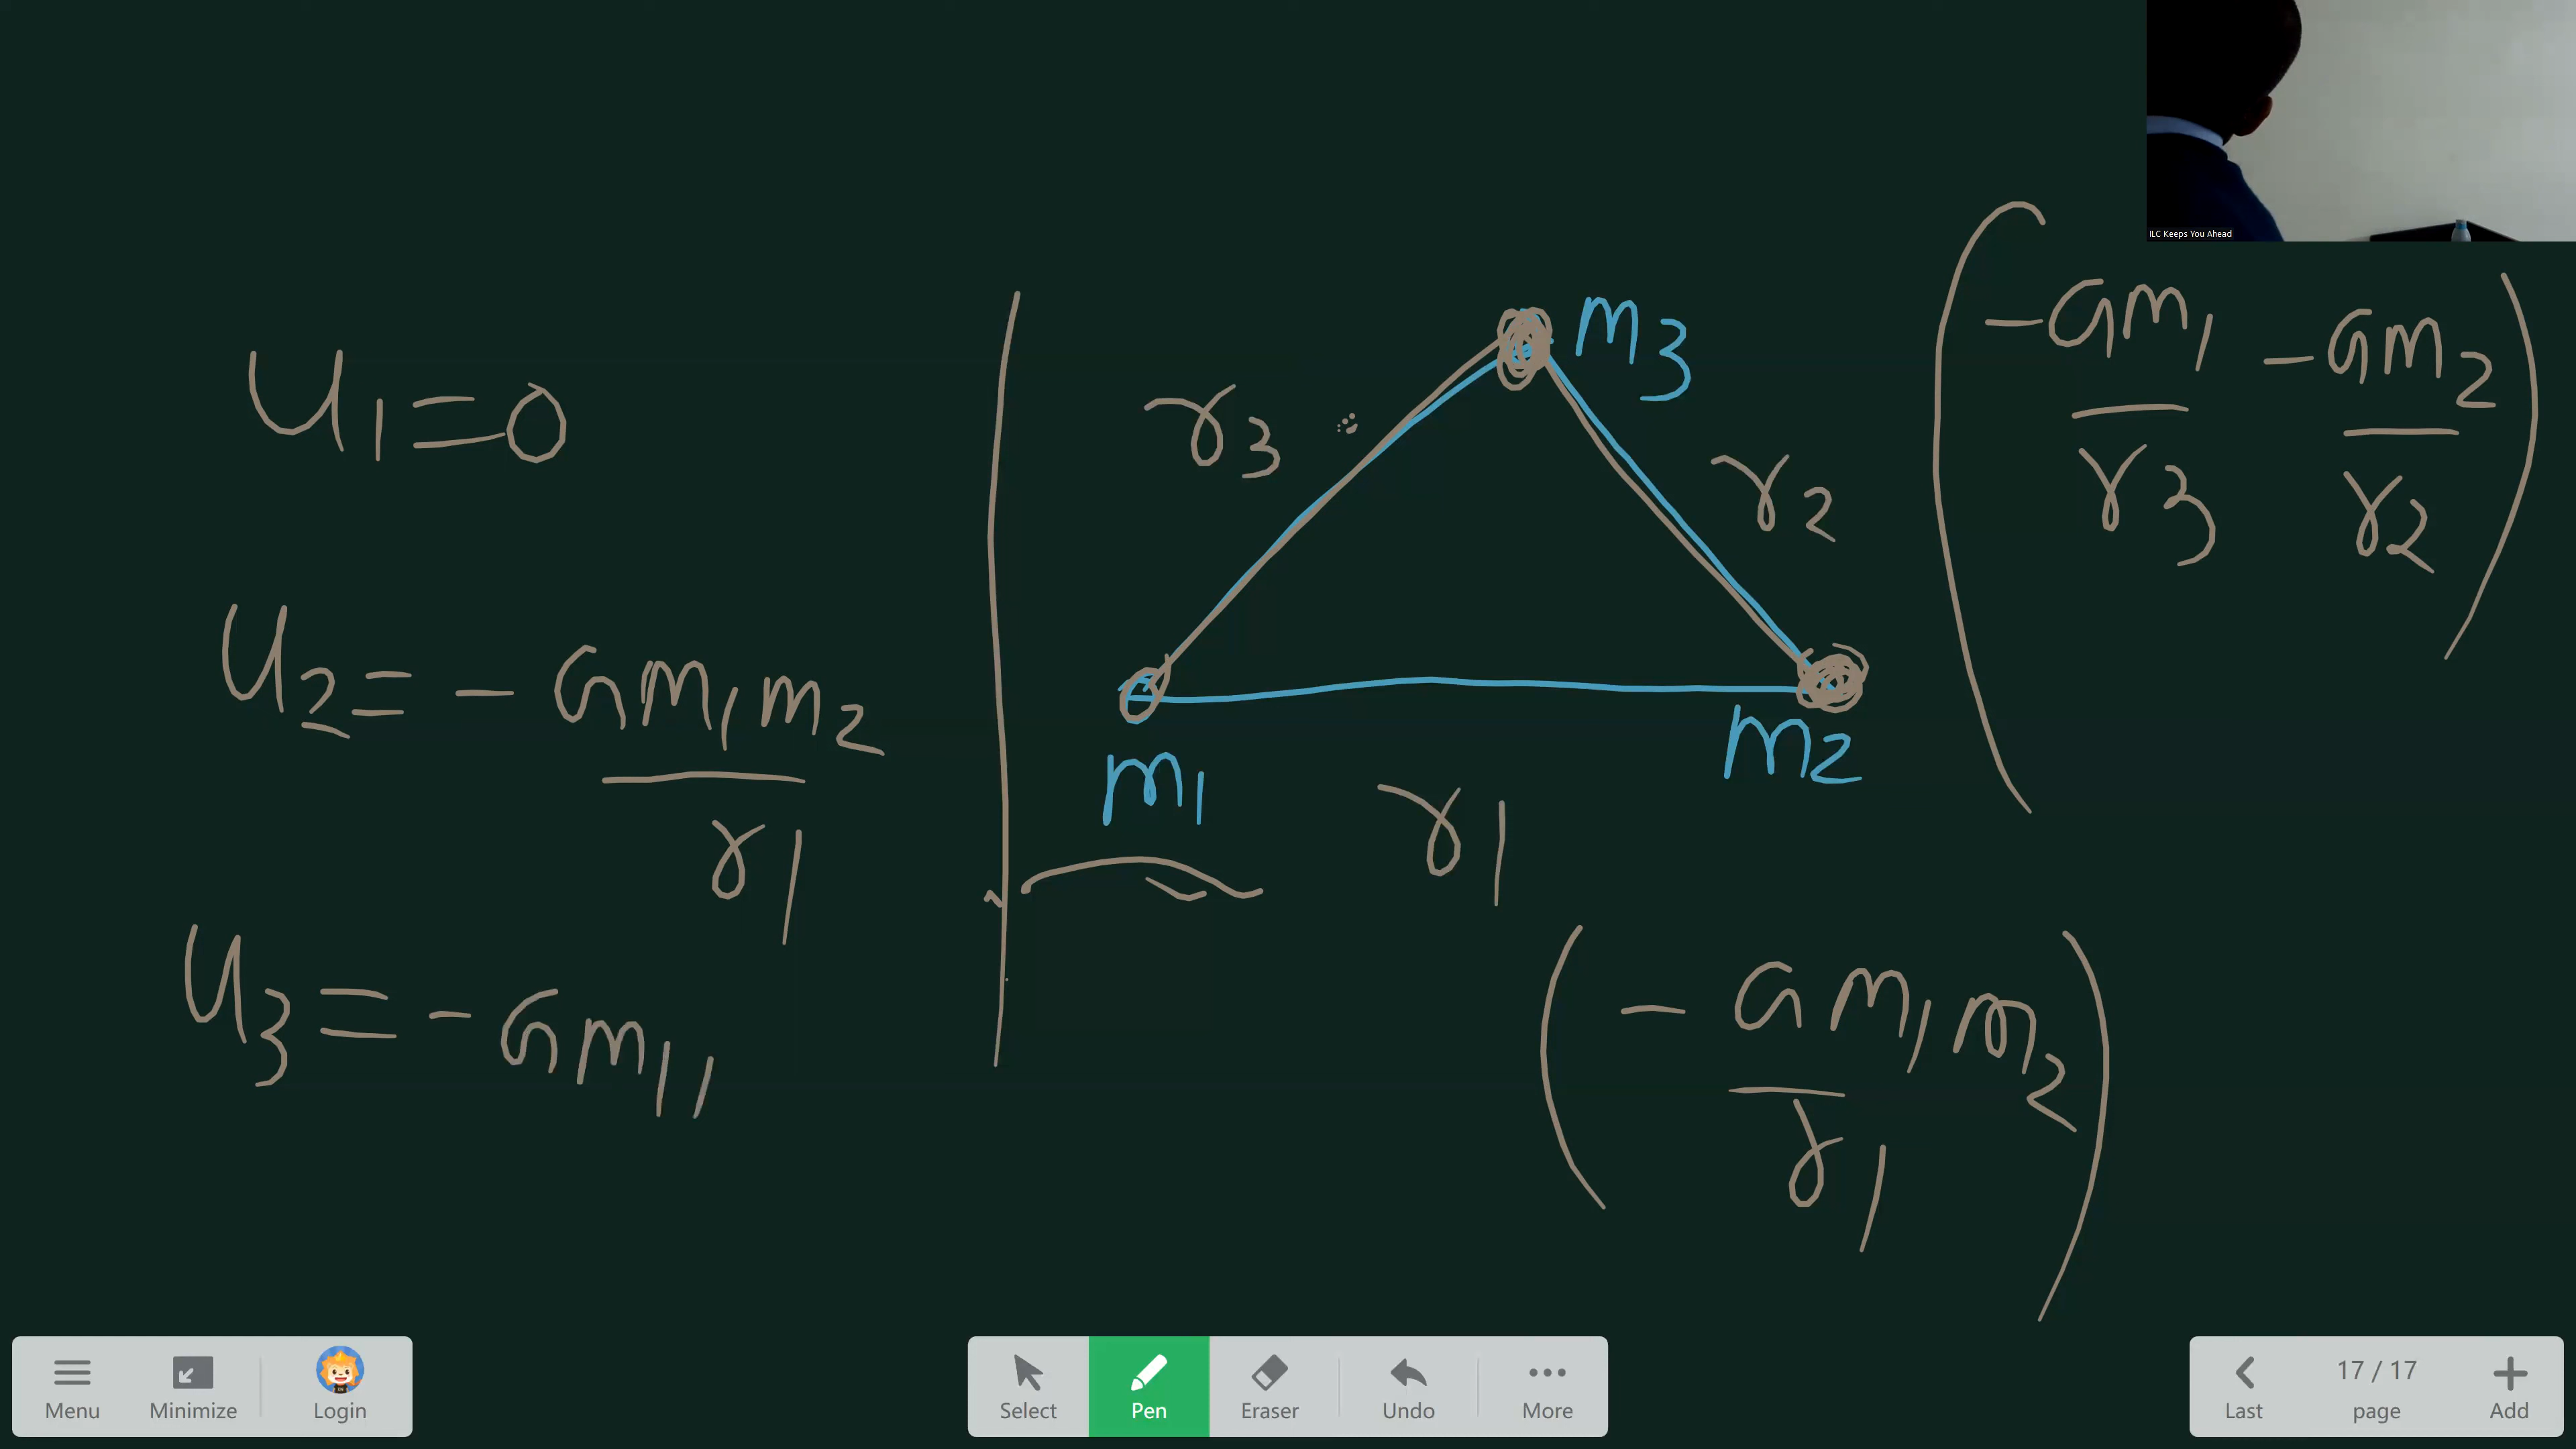 ILC Keeps You Ahead
U1 = 0
U2 = - Gm1m2
r1
U3 = - Gm1,
m3
r3
r2
m1
m2
r1
-Gm1 -Gm2
r3 r2
- Gm1m2
r1
Menu Minimize Login
Select Pen Eraser Undo More
Last 17 / 17 page Add